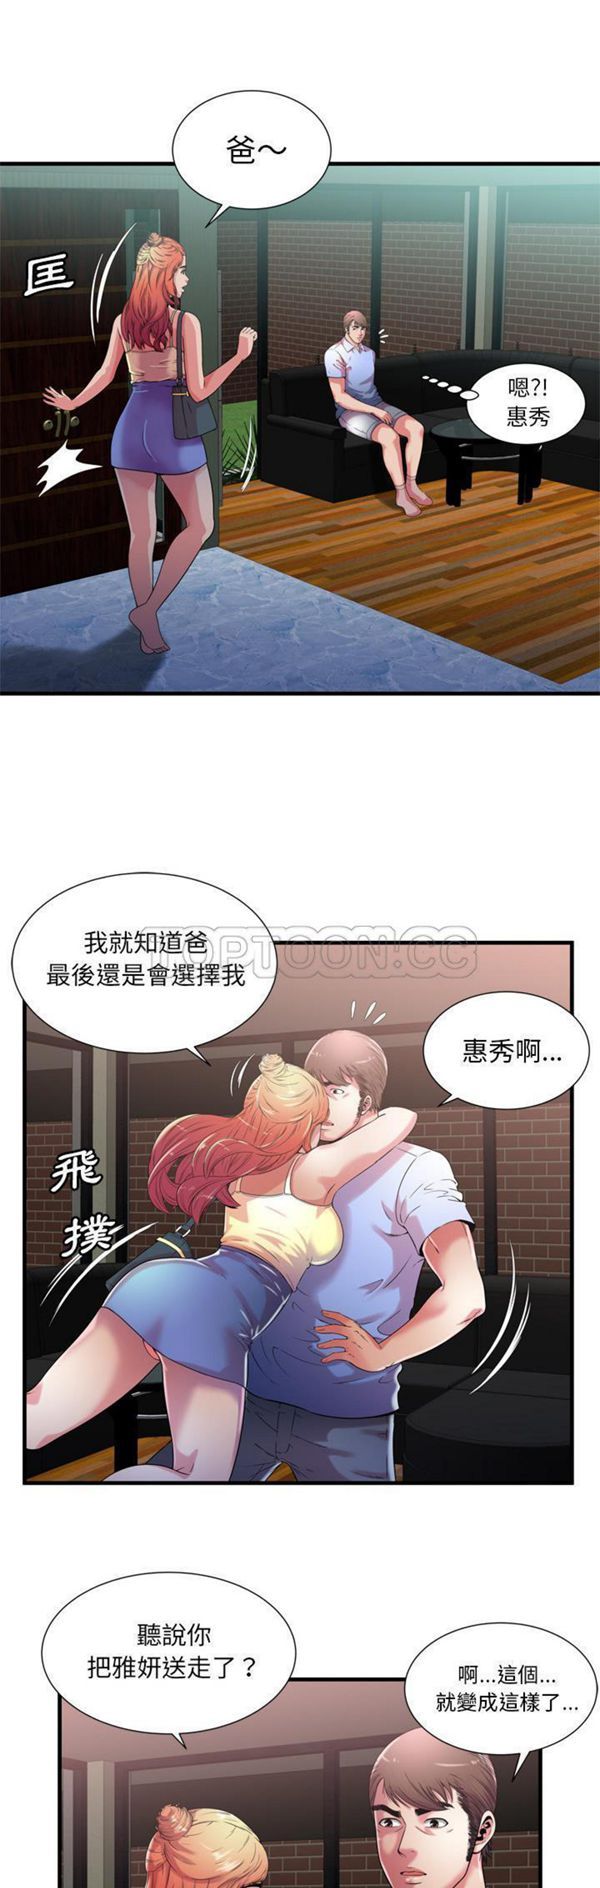 爸～
匡
嗯?!
惠秀
我就知道爸
最後還是會選擇我
TOPTOON.CC
惠秀啊...
飛
撲
聽說你
把雅妍送走了？
啊...這個...
就變成這樣了...